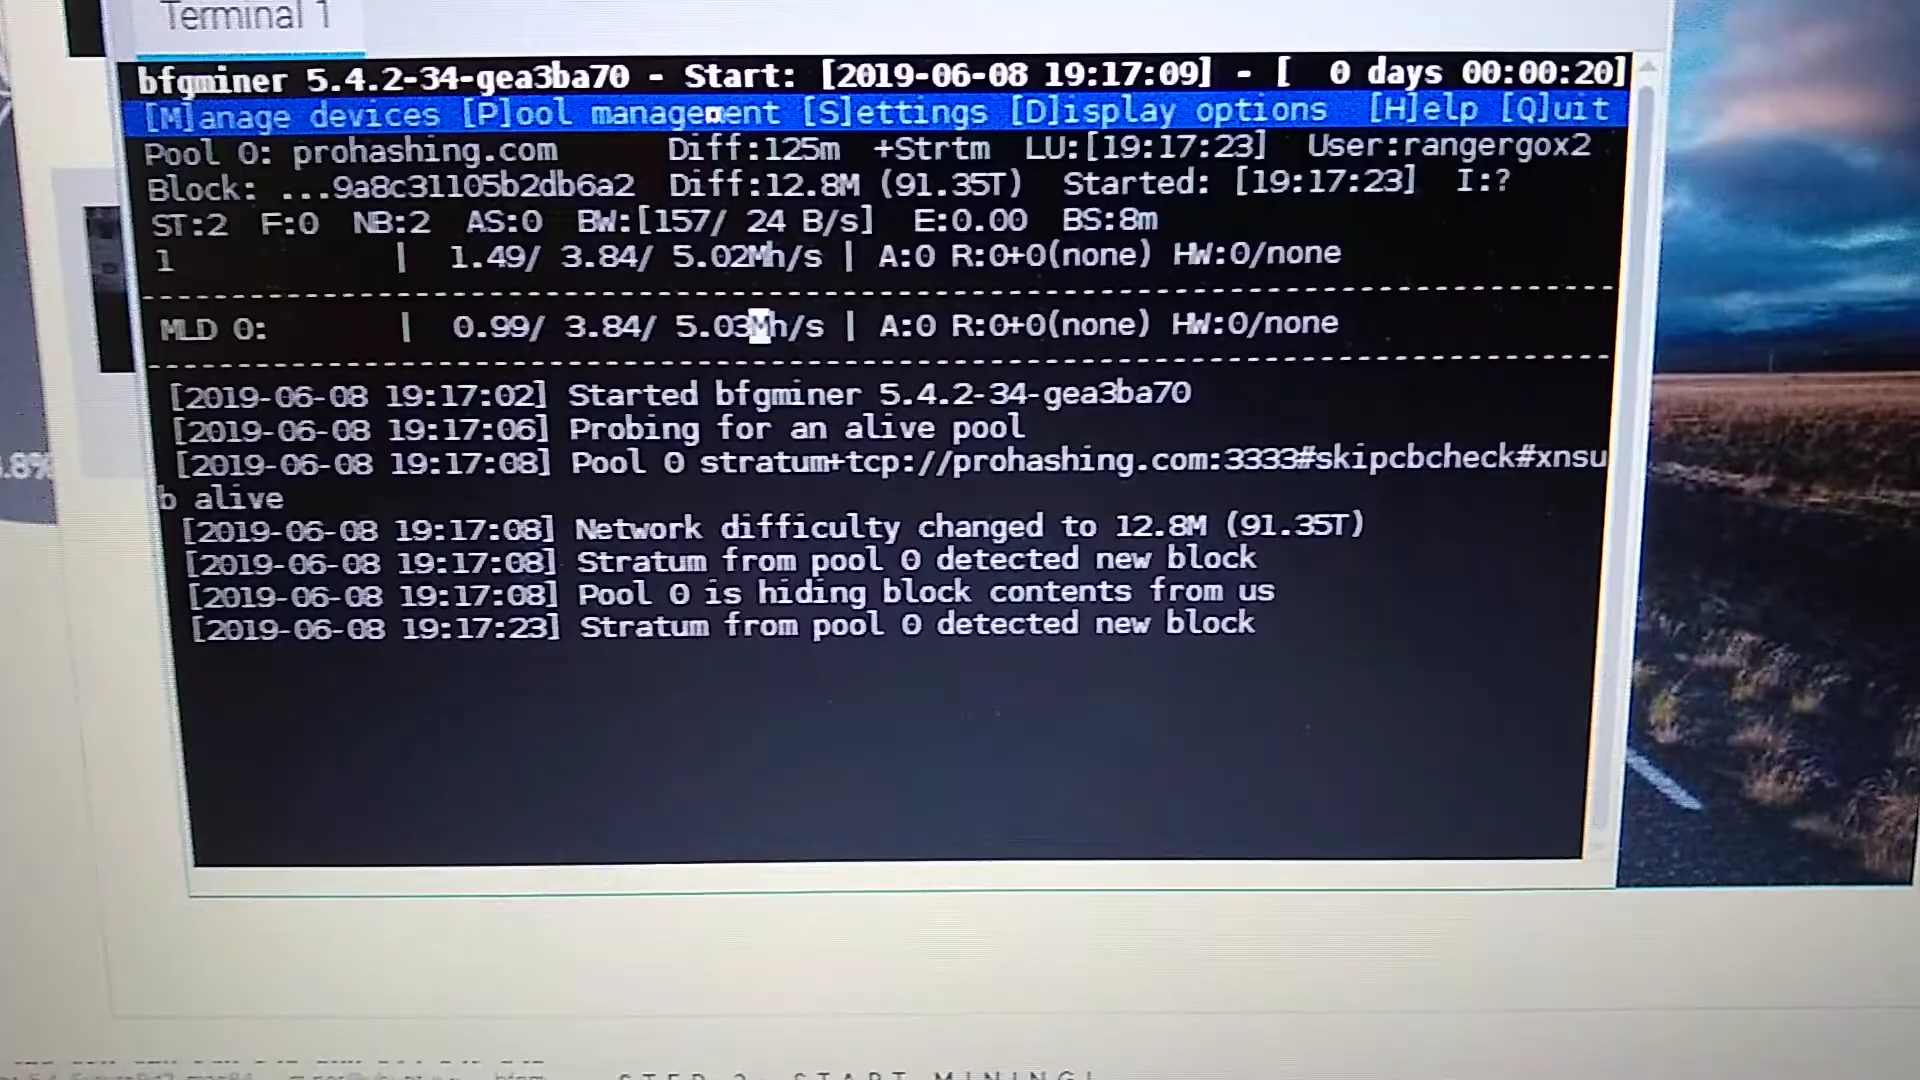 Terminal 1
bfgminer 5.4.2-34-gea3ba70 - Start: [2019-06-08 19:17:09] - [  0 days 00:00:20]
[M]anage devices [P]ool management [S]ettings [D]isplay options  [H]elp [Q]uit
Pool 0: prohashing.com      Diff:125m  +Strtm  LU:[19:17:23]  User:rangergox2
Block: ...9a8c31105b2db6a2  Diff:12.8M (91.35T)  Started: [19:17:23]  I:?
ST:2  F:0  NB:2  AS:0  BW:[157/ 24 B/s]  E:0.00  BS:8m
1            |  1.49/ 3.84/ 5.02Mh/s | A:0 R:0+0(none) HW:0/none
MLD 0:       |  0.99/ 3.84/ 5.03Mh/s | A:0 R:0+0(none) HW:0/none
[2019-06-08 19:17:02] Started bfgminer 5.4.2-34-gea3ba70
[2019-06-08 19:17:06] Probing for an alive pool
[2019-06-08 19:17:08] Pool 0 stratum+tcp://prohashing.com:3333#skipcbcheck#xnsu
b alive
[2019-06-08 19:17:08] Network difficulty changed to 12.8M (91.35T)
[2019-06-08 19:17:08] Stratum from pool 0 detected new block
[2019-06-08 19:17:08] Pool 0 is hiding block contents from us
[2019-06-08 19:17:23] Stratum from pool 0 detected new block
.8%
STEP 2: START MINING!